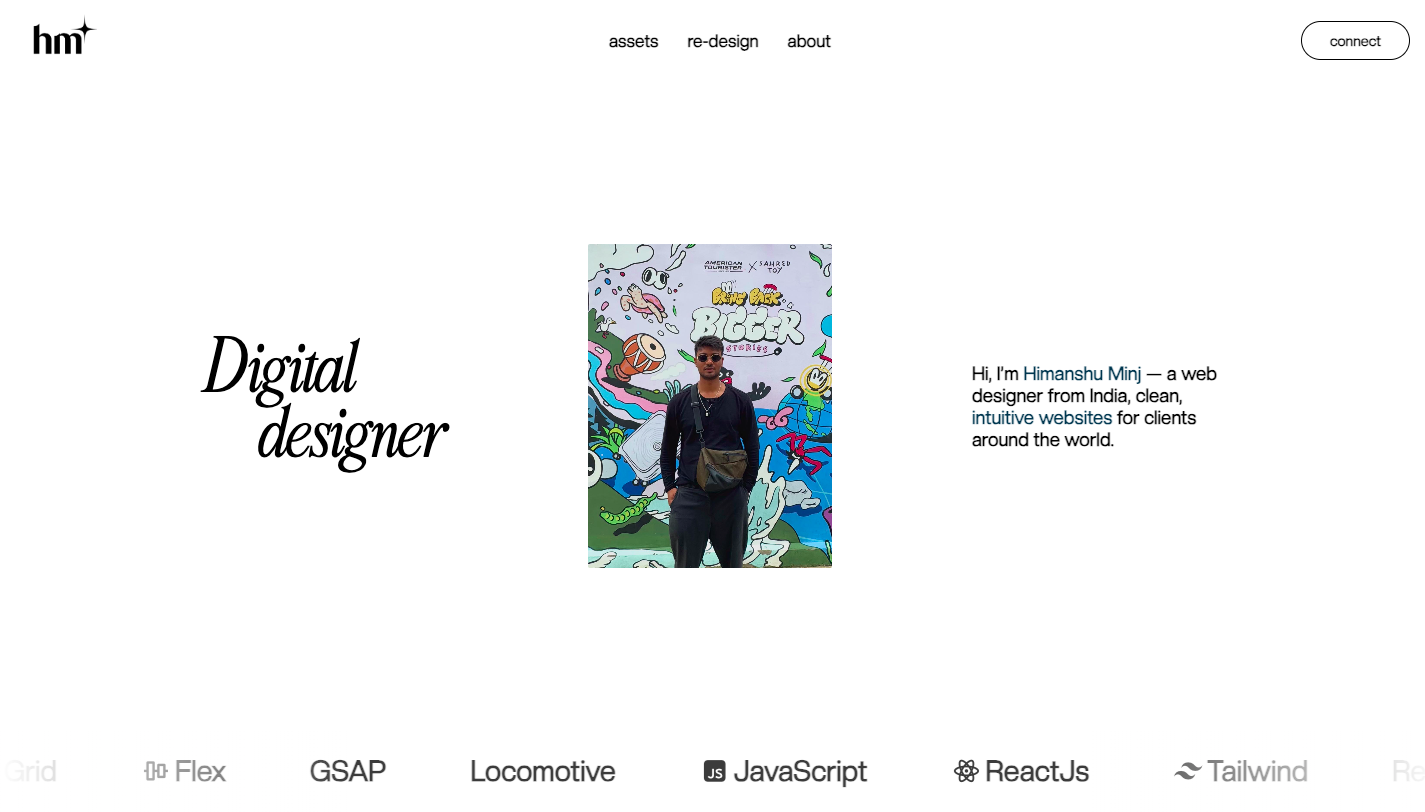 hm
assets re-design about
connect
AMERICAN TOURISTER X SAHRED TOY
BRING BACK
BIGGER
STORIES
Digital
designer
Hi, I'm Himanshu Minj — a web
designer from India, clean,
intuitive websites for clients
around the world.
Grid Flex GSAP Locomotive JS JavaScript ReactJs Tailwind Re